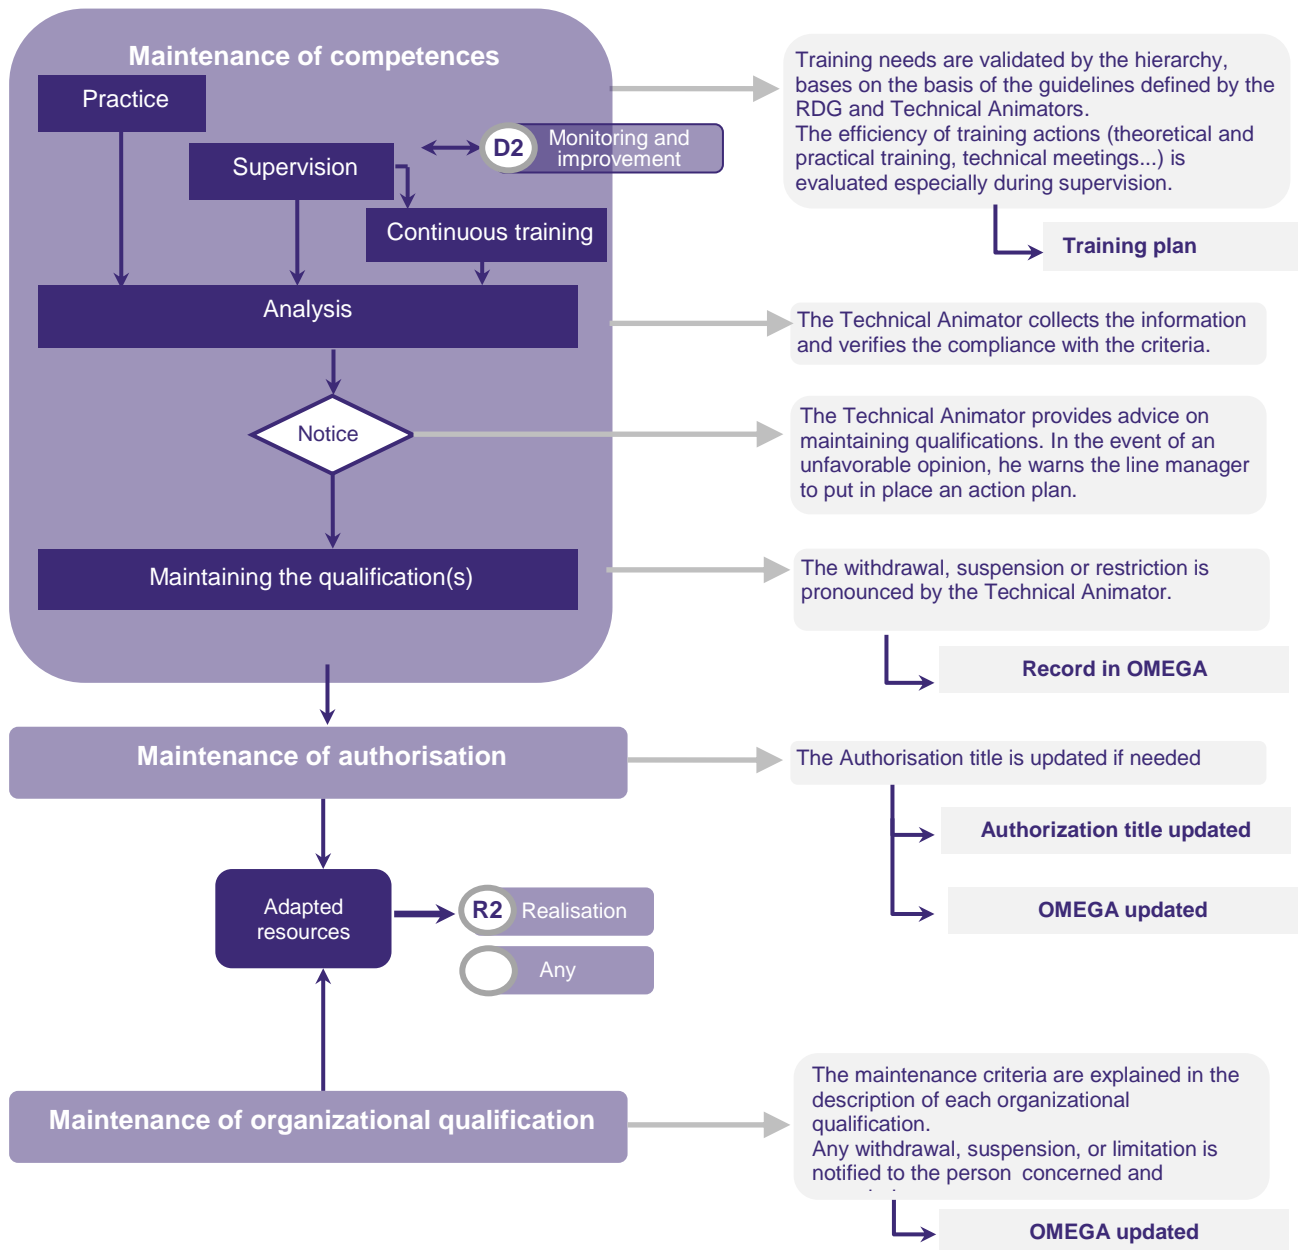 Maintenance of competences
Practice
Supervision
D2
Monitoring and
improvement
Continuous training
Analysis
Notice
Maintaining the qualification(s)
Training needs are validated by the hierarchy,
bases on the basis of the guidelines defined by the
RDG and Technical Animators.
The efficiency of training actions (theoretical and
practical training, technical meetings...) is
evaluated especially during supervision.
Training plan
The Technical Animator collects the information
and verifies the compliance with the criteria.
The Technical Animator provides advice on
maintaining qualifications. In the event of an
unfavorable opinion, he warns the line manager
to put in place an action plan.
The withdrawal, suspension or restriction is
pronounced by the Technical Animator.
Record in OMEGA
Maintenance of authorisation
The Authorisation title is updated if needed
Authorization title updated
OMEGA updated
Adapted
resources
R2
Realisation
Any
Maintenance of organizational qualification
The maintenance criteria are explained in the
description of each organizational
qualification.
Any withdrawal, suspension, or limitation is
notified to the person concerned and
OMEGA updated